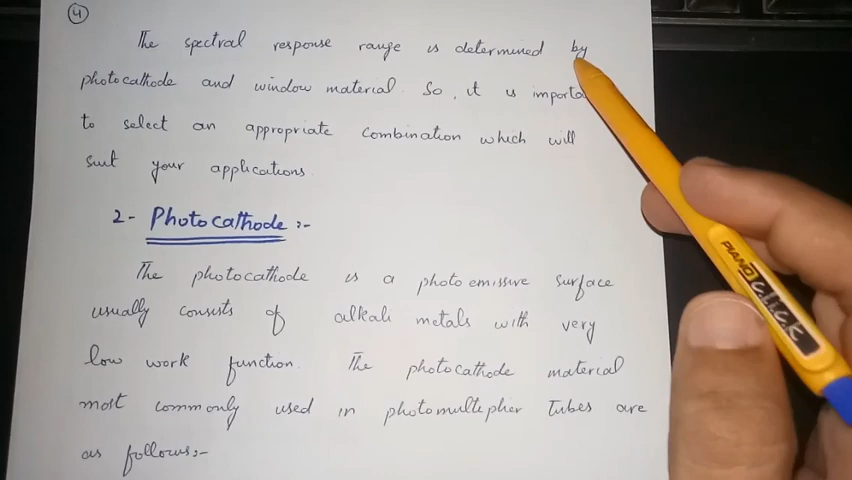 4
The spectral response range is determined by
photocathode and window material. So, it is
to select an appropriate combination which will
suit your applications.
2- Photocathode :-
The photocathode is a photo emissive surface
usually consists of alkali metals with very
low work function. The photocathode material
most commonly used in photomultiplier tubes are
as follows:-
PIANO CLICK